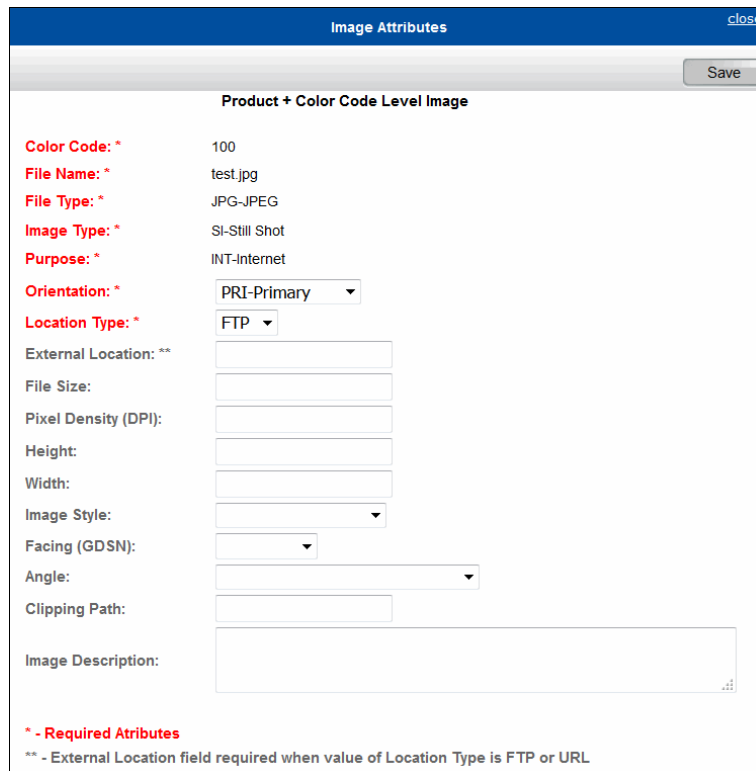 Image Attributes
close
Save
Product + Color Code Level Image
Color Code: * 100
File Name: * test.jpg
File Type: * JPG-JPEG
Image Type: * SI-Still Shot
Purpose: * INT-Internet
Orientation: * PRI-Primary
Location Type: * FTP
External Location: **
File Size:
Pixel Density (DPI):
Height:
Width:
Image Style:
Facing (GDSN):
Angle:
Clipping Path:
Image Description:
* - Required Atributes
** - External Location field required when value of Location Type is FTP or URL